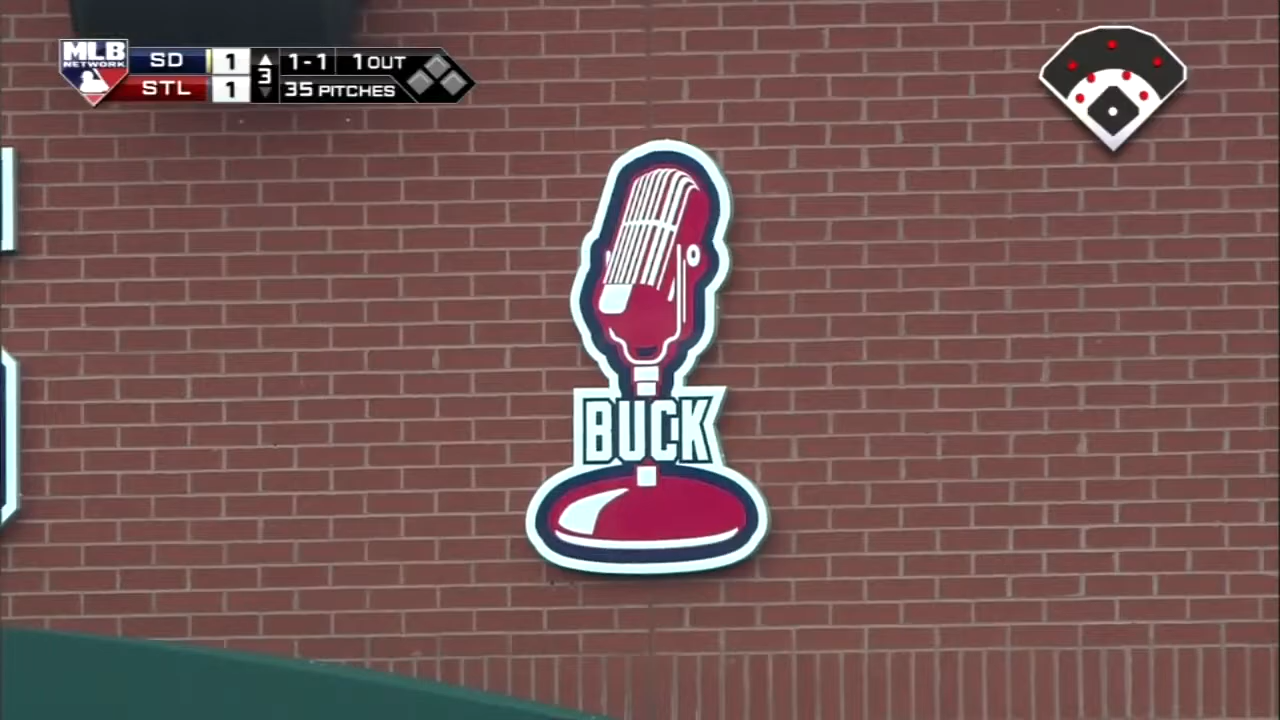 MLB
NETWORK
SD 1
STL 1
3
1-1
1 OUT
35 PITCHES
BUCK